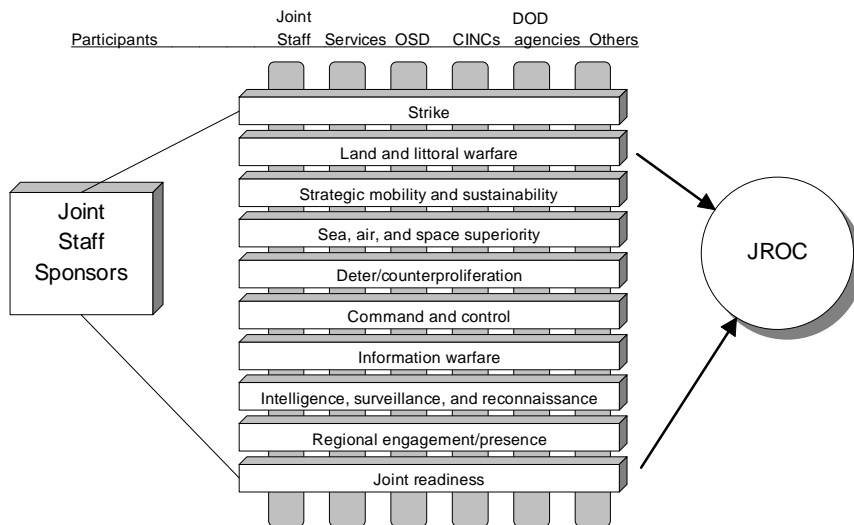 Joint DOD
Participants Staff Services OSD CINCs agencies Others
Strike
Land and littoral warfare
Strategic mobility and sustainability
Sea, air, and space superiority
Deter/counterproliferation
Command and control
Information warfare
Intelligence, surveillance, and reconnaissance
Regional engagement/presence
Joint readiness
Joint
Staff
Sponsors
JROC